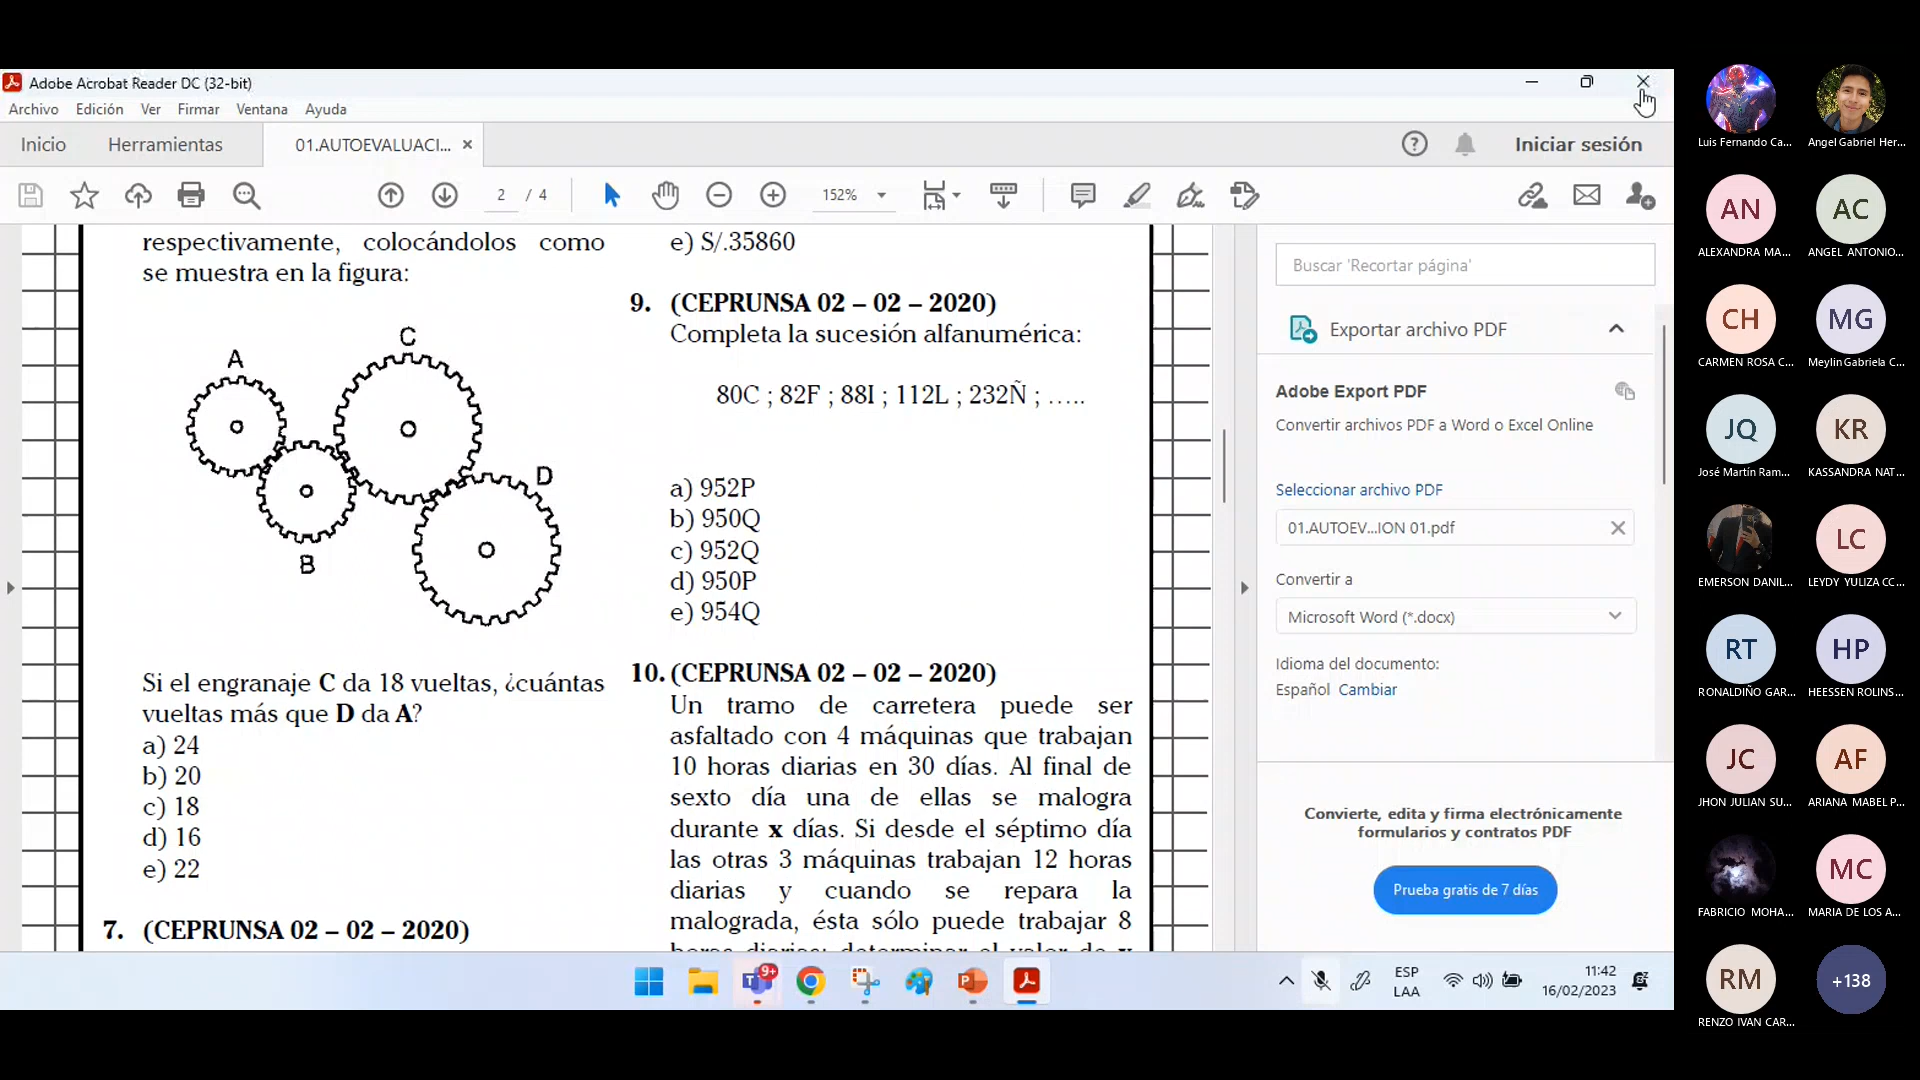 Adobe Acrobat Reader DC (32-bit)
Archivo Edición Ver Firmar Ventana Ayuda
Inicio Herramientas 01.AUTOEVALUACI... Iniciar sesión
2 / 4 152%
respectivamente, colocándolos como
se muestra en la figura:
A
C
B
D
Si el engranaje C da 18 vueltas, ¿cuántas
vueltas más que D da A?
a) 24
b) 20
c) 18
d) 16
e) 22
7. (CEPRUNSA 02 – 02 – 2020)
e) S/.35860
9. (CEPRUNSA 02 – 02 – 2020)
Completa la sucesión alfanumérica:
80C ; 82F ; 88I ; 112L ; 232Ñ ; …..
a) 952P
b) 950Q
c) 952Q
d) 950P
e) 954Q
10. (CEPRUNSA 02 – 02 – 2020)
Un tramo de carretera puede ser
asfaltado con 4 máquinas que trabajan
10 horas diarias en 30 días. Al final de
sexto día una de ellas se malogra
durante x días. Si desde el séptimo día
las otras 3 máquinas trabajan 12 horas
diarias y cuando se repara la
malograda, ésta sólo puede trabajar 8
horas diarias; determinar el valor de x
Buscar 'Recortar página'
Exportar archivo PDF
Adobe Export PDF
Convertir archivos PDF a Word o Excel Online
Seleccionar archivo PDF
01.AUTOEV...ION 01.pdf
Convertir a
Microsoft Word (*.docx)
Idioma del documento:
Español Cambiar
Convierte, edita y firma electrónicamente
formularios y contratos PDF
Prueba gratis de 7 días
9+
ESP
LAA
11:42
16/02/2023
Luis Fernando Ca...
Angel Gabriel Her...
AN
ALEXANDRA MA...
AC
ANGEL ANTONIO...
CH
CARMEN ROSA C...
MG
Meylin Gabriela C...
JQ
José Martín Ram...
KR
KASSANDRA NAT...
EMERSON DANIL...
LC
LEYDY YULIZA CC...
RT
RONALDIÑO GAR...
HP
HEESSEN ROLINS...
JC
JHON JULIAN SU...
AF
ARIANA MABEL P...
FABRICIO MOHA...
MC
MARIA DE LOS A...
RM
RENZO IVAN CAR...
+138